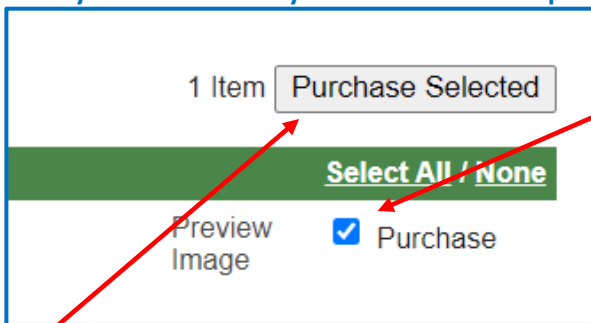 1 Item Purchase Selected
Select All / None
Preview
Image
Purchase